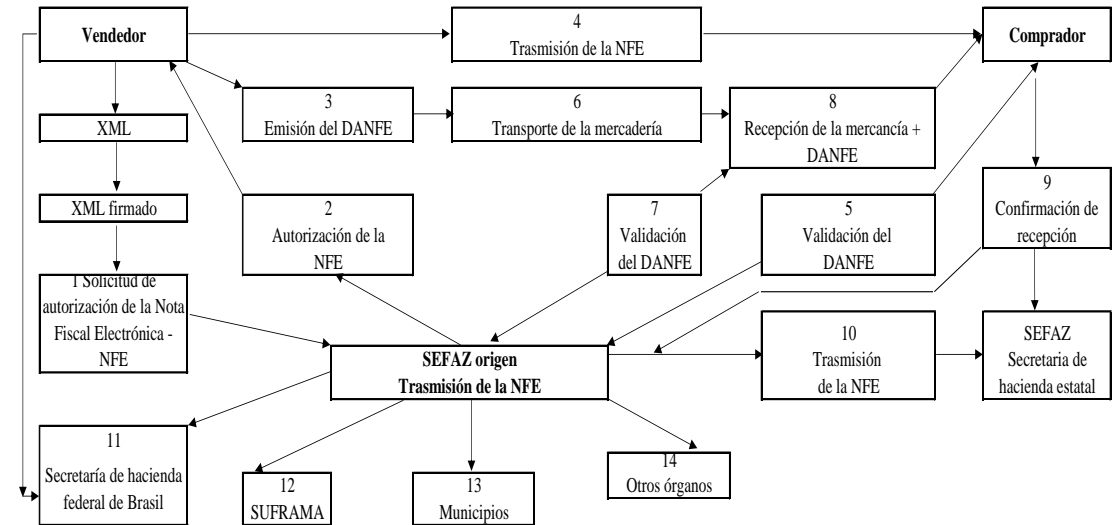 Vendedor
4
Trasmisión de la NFE
Comprador
3
Emisión del DANFE
6
Transporte de la mercadería
8
Recepción de la mercancía +
DANFE
XML
XML firmado
2
Autorización de la
NFE
7
Validación
del DANFE
5
Validación del
DANFE
9
Confirmación de
recepción
1 Solicitud de
autorización de la Nota
Fiscal Electrónica -
NFE
SEFAZ origen
Trasmisión de la NFE
10
Trasmisión
de la NFE
SEFAZ
Secretaria de
hacienda estatal
11
Secretaría de hacienda
federal de Brasil
12
SUFRAMA
13
Municipios
14
Otros órganos